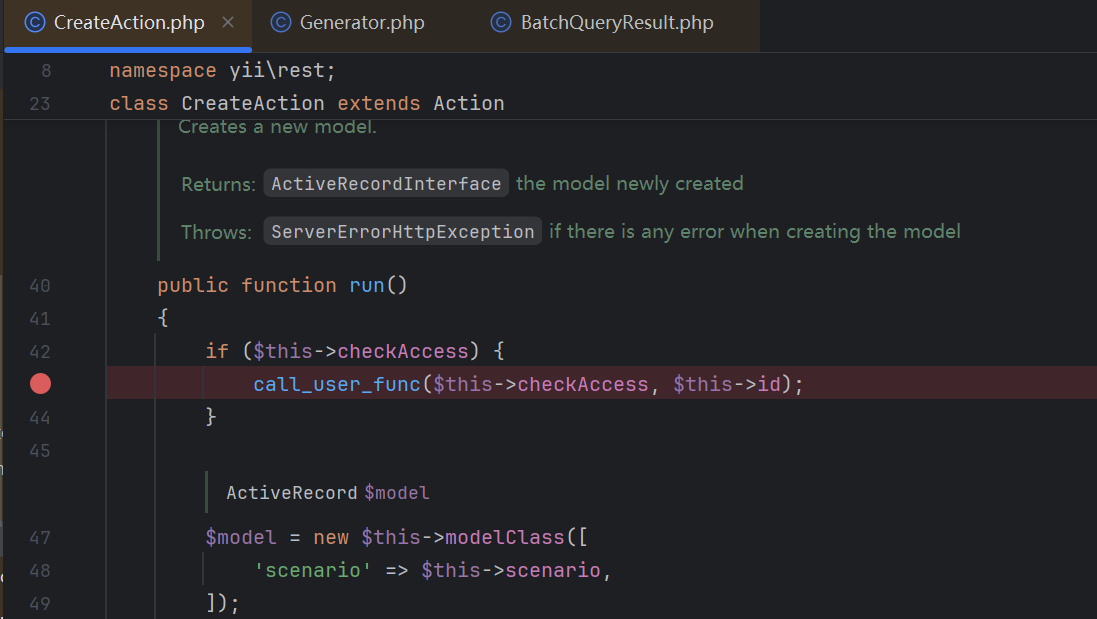 CreateAction.php
Generator.php
BatchQueryResult.php
8 namespace yii\rest;
23 class CreateAction extends Action
Creates a new model.
Returns: ActiveRecordInterface the model newly created
Throws: ServerErrorHttpException if there is any error when creating the model
40 public function run()
41 {
42 if ($this->checkAccess) {
call_user_func($this->checkAccess, $this->id);
44 }
45
ActiveRecord $model
47 $model = new $this->modelClass([
48 'scenario' => $this->scenario,
49 ]);